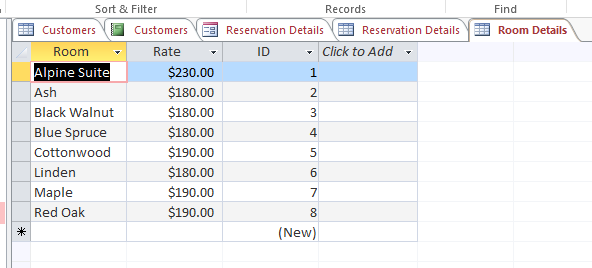 Sort & Filter Records Find
Customers Customers Reservation Details Reservation Details Room Details
Room Rate ID Click to Add
Alpine Suite $230.00 1
Ash $180.00 2
Black Walnut $180.00 3
Blue Spruce $180.00 4
Cottonwood $190.00 5
Linden $180.00 6
Maple $190.00 7
Red Oak $190.00 8
* (New)